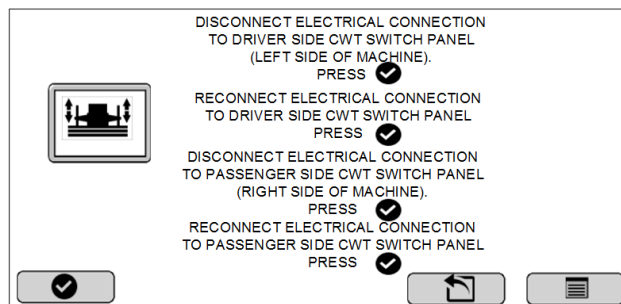 DISCONNECT ELECTRICAL CONNECTION
TO DRIVER SIDE CWT SWITCH PANEL
(LEFT SIDE OF MACHINE).
PRESS
RECONNECT ELECTRICAL CONNECTION
TO DRIVER SIDE CWT SWITCH PANEL
PRESS
DISCONNECT ELECTRICAL CONNECTION
TO PASSENGER SIDE CWT SWITCH PANEL
(RIGHT SIDE OF MACHINE).
PRESS
RECONNECT ELECTRICAL CONNECTION
TO PASSENGER SIDE CWT SWITCH PANEL
PRESS